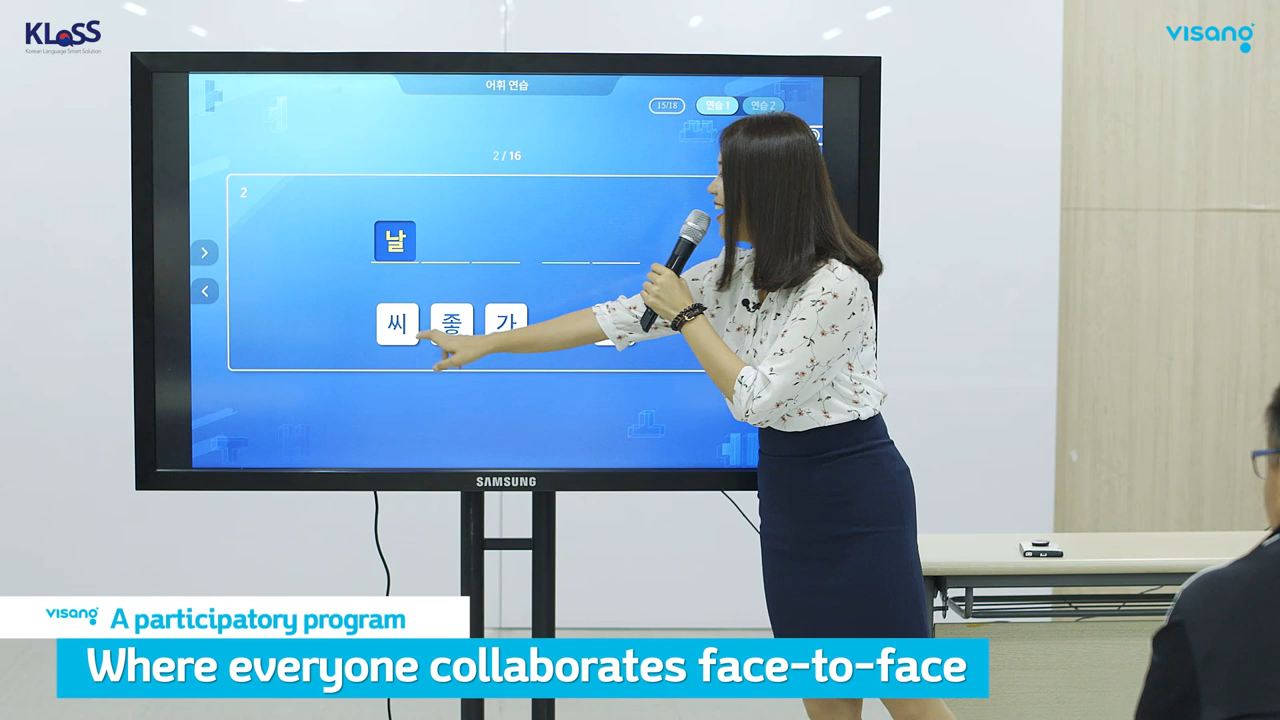 KLaSS
Korean Language Smart Solution
visang
어휘 연습
15/18
연습 1
연습 2
2 / 16
2
날
씨
좋
가
SAMSUNG
visang
A participatory program
Where everyone collaborates face-to-face